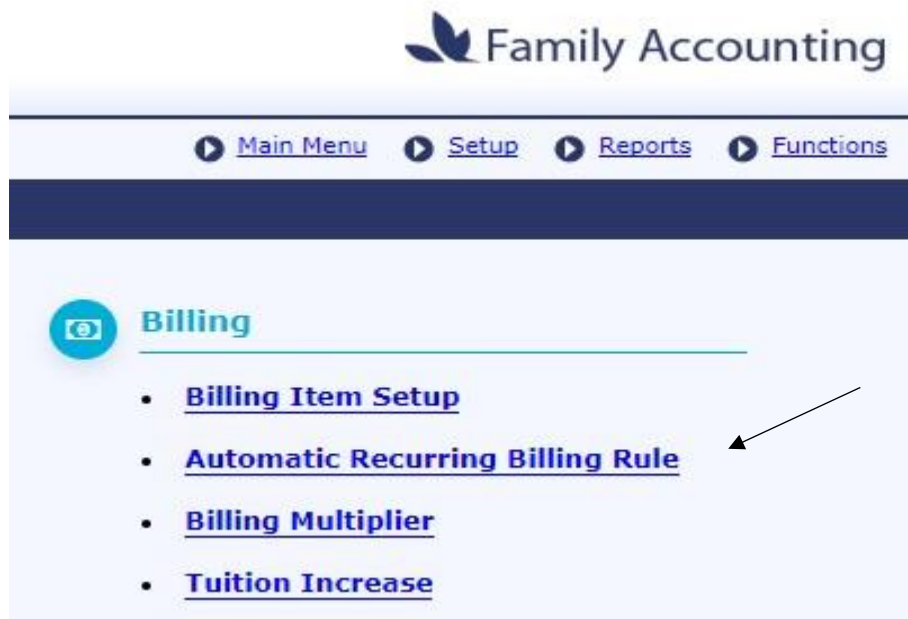 Family Accounting
Main Menu Setup Reports Functions
Billing
Billing Item Setup
Automatic Recurring Billing Rule
Billing Multiplier
Tuition Increase